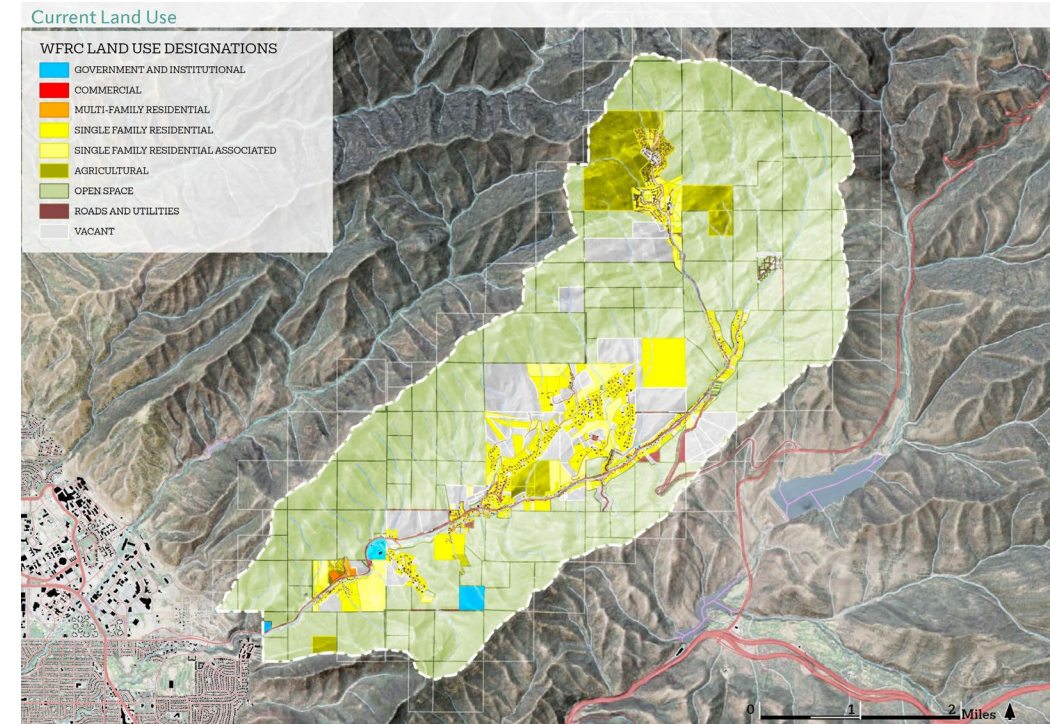 Current Land Use
WFRC LAND USE DESIGNATIONS
GOVERNMENT AND INSTITUTIONAL
COMMERCIAL
MULTI-FAMILY RESIDENTIAL
SINGLE FAMILY RESIDENTIAL
SINGLE FAMILY RESIDENTIAL ASSOCIATED
AGRICULTURAL
OPEN SPACE
ROADS AND UTILITIES
VACANT
0 1 2 Miles